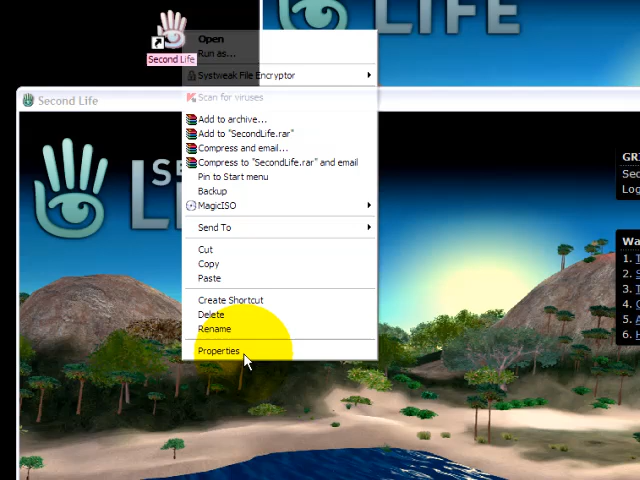 LIFE
Second Life
Open
Run as...
Systweak File Encryptor
Scan for viruses
Second Life
Add to archive...
Add to "SecondLife.rar"
Compress and email...
Compress to "SecondLife.rar" and email
Pin to Start menu
Backup
MagicISO
Send To
Cut
Copy
Paste
Create Shortcut
Delete
Rename
Properties
GR
Sec
Log
Wa
1.
2.
3.
4.
5.
6.